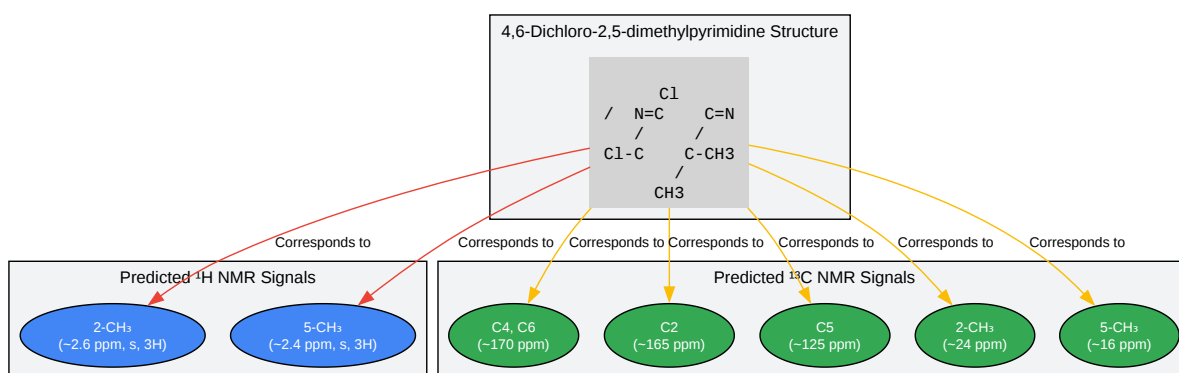 4,6-Dichloro-2,5-dimethylpyrimidine Structure
Cl
/ N=C C=N
/ /
Cl-C C-CH3
/
CH3
Corresponds to
Corresponds to
Corresponds to
Corresponds to
Corresponds to
Corresponds to
Predicted ¹H NMR Signals
Predicted ¹³C NMR Signals
2-CH₃
(~2.6 ppm, s, 3H)
5-CH₃
(~2.4 ppm, s, 3H)
C4, C6
(~170 ppm)
C2
(~165 ppm)
C5
(~125 ppm)
2-CH₃
(~24 ppm)
5-CH₃
(~16 ppm)